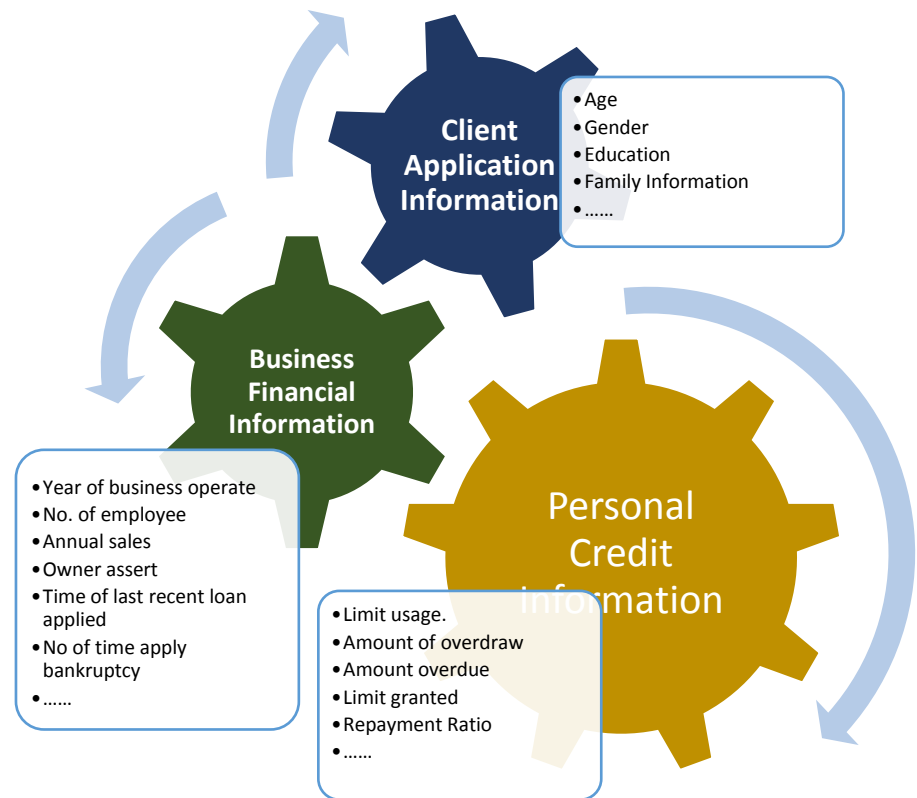 Client
Application
Information
•Age
•Gender
•Education
•Family Information
•......
Business
Financial
Information
•Year of business operate
•No. of employee
•Annual sales
•Owner assert
•Time of last recent loan
applied
•No of time apply
bankruptcy
•......
Personal
Credit
Information
•Limit usage.
•Amount of overdraw
•Amount overdue
•Limit granted
•Repayment Ratio
•......